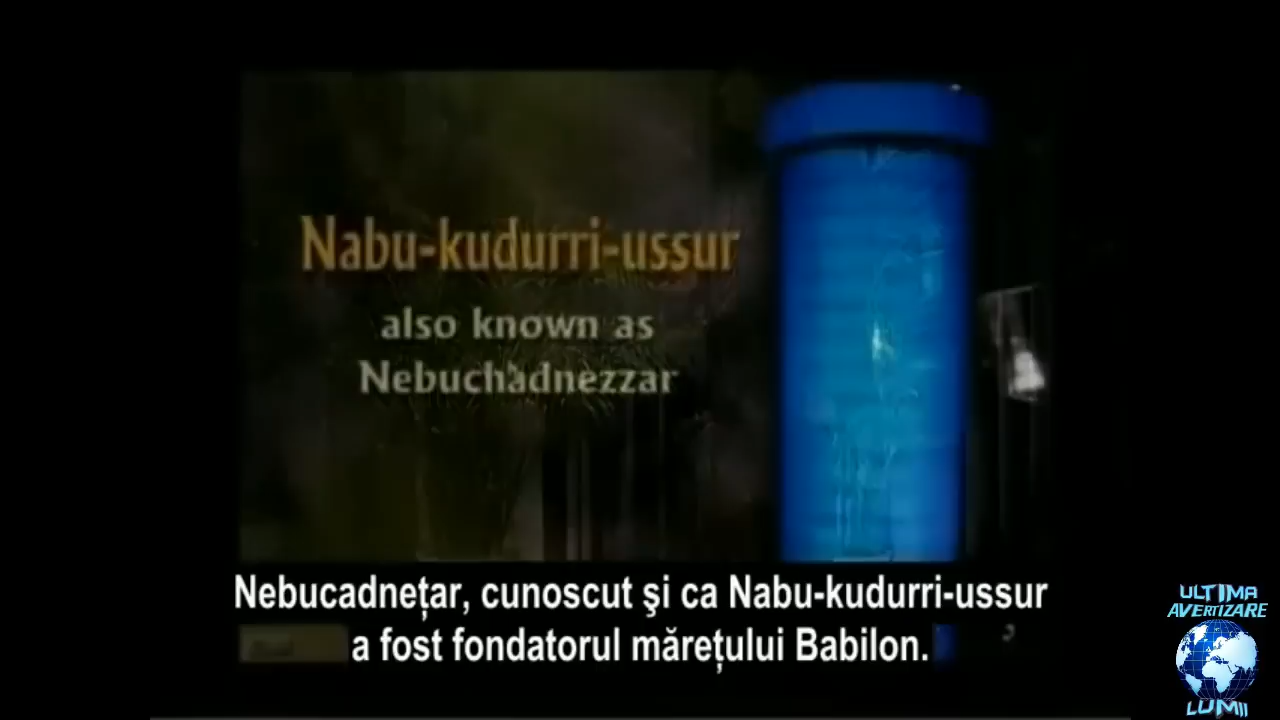 Nabu-kudurri-ussur
also known as
Nebuchadnezzar
Nebucadnețar, cunoscut şi ca Nabu-kudurri-ussur
a fost fondatorul mărețului Babilon.
ULTIMA
AVERTIZARE
LUMII